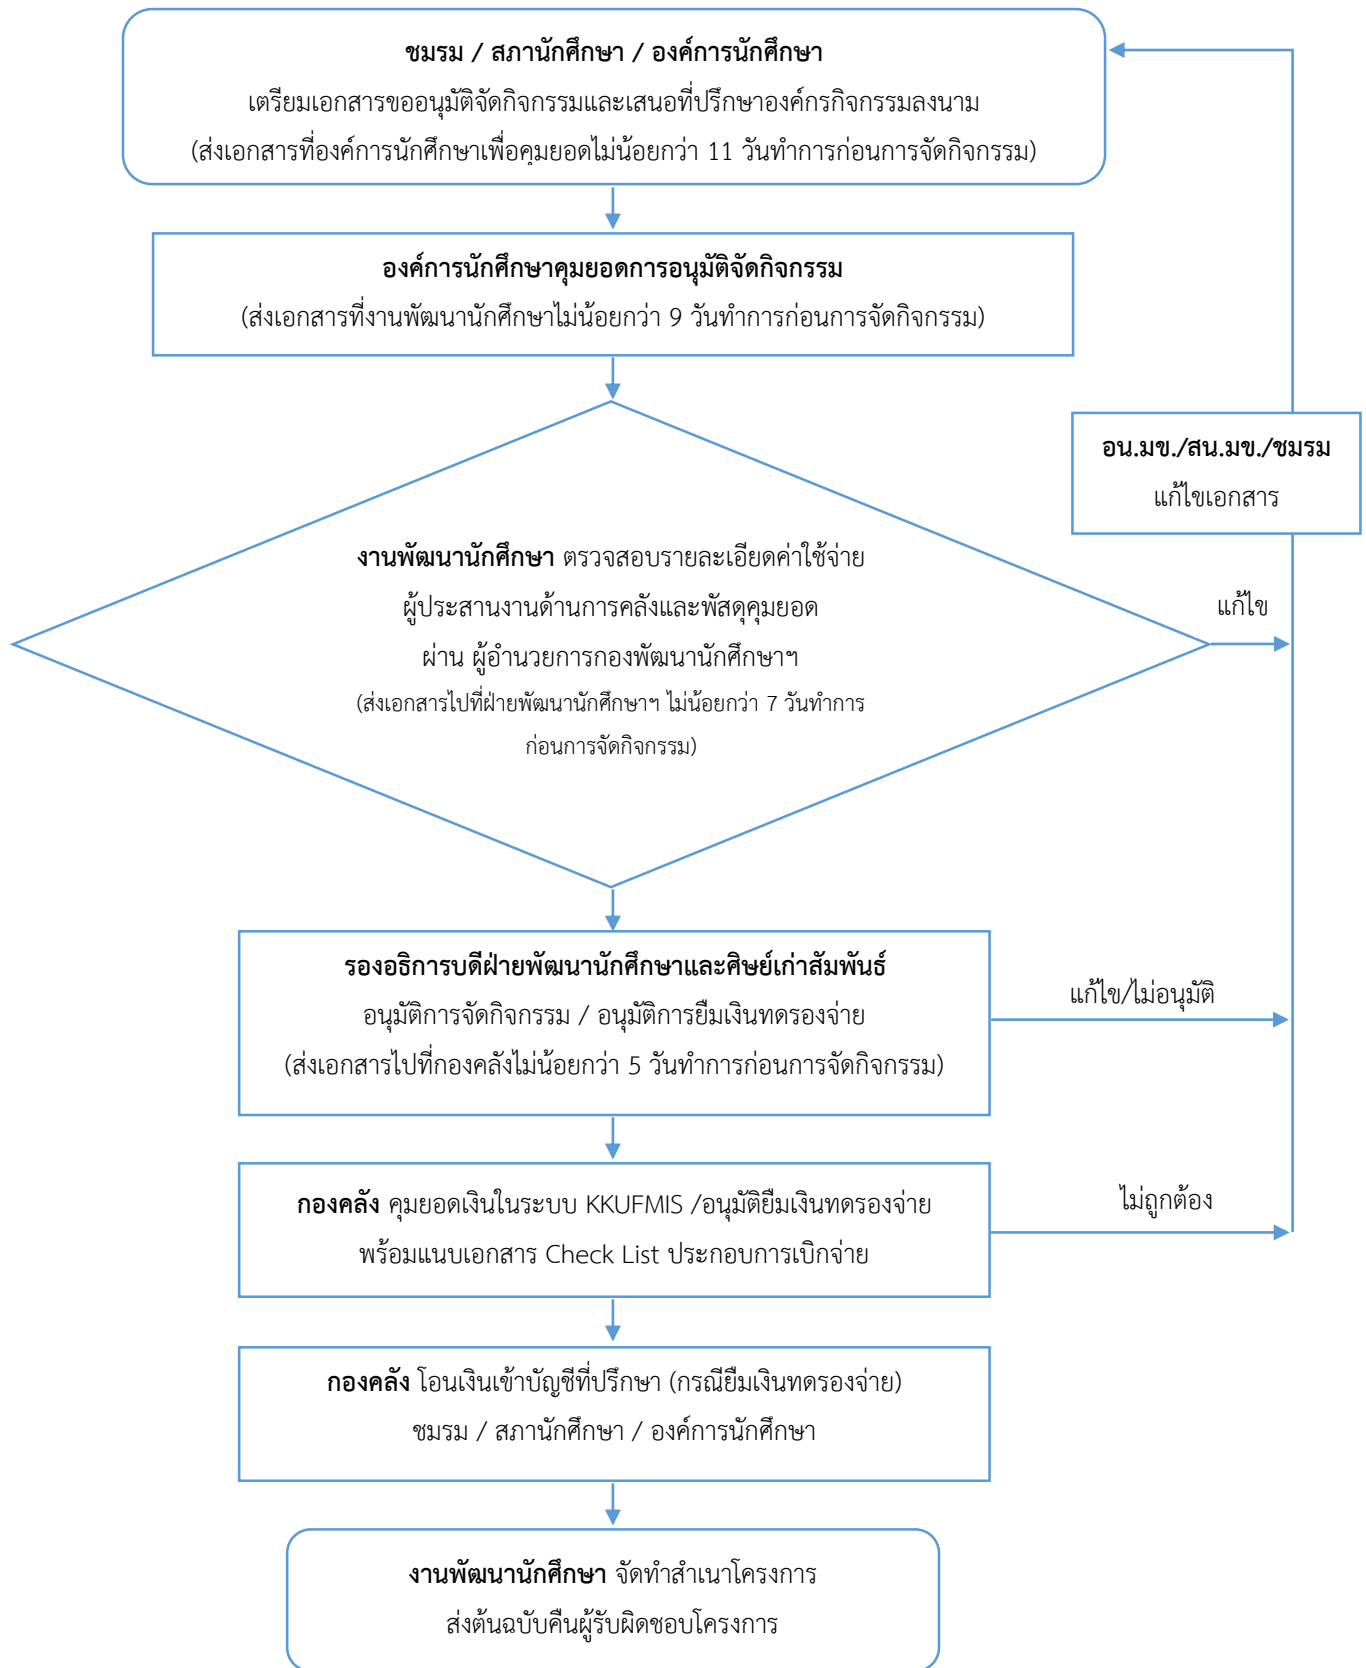 ชมรม / สภานักศึกษา / องค์การนักศึกษา
เตรียมเอกสารขออนุมัติจัดกิจกรรมและเสนอที่ปรึกษาองค์กรกิจกรรมลงนาม
(ส่งเอกสารที่องค์การนักศึกษาเพื่อคุมยอดไม่น้อยกว่า 11 วันทำการก่อนการจัดกิจกรรม)
องค์การนักศึกษาคุมยอดการอนุมัติจัดกิจกรรม
(ส่งเอกสารที่งานพัฒนานักศึกษาไม่น้อยกว่า 9 วันทำการก่อนการจัดกิจกรรม)
อน.มข./สน.มข./ชมรม
แก้ไขเอกสาร
งานพัฒนานักศึกษา ตรวจสอบรายละเอียดค่าใช้จ่าย
ผู้ประสานงานด้านการคลังและพัสดุคุมยอด
ผ่าน ผู้อำนวยการกองพัฒนานักศึกษาฯ
(ส่งเอกสารไปที่ฝ่ายพัฒนานักศึกษาฯ ไม่น้อยกว่า 7 วันทำการ
ก่อนการจัดกิจกรรม)
แก้ไข
รองอธิการบดีฝ่ายพัฒนานักศึกษาและศิษย์เก่าสัมพันธ์
อนุมัติการจัดกิจกรรม / อนุมัติการยืมเงินทดรองจ่าย
(ส่งเอกสารไปที่กองคลังไม่น้อยกว่า 5 วันทำการก่อนการจัดกิจกรรม)
แก้ไข/ไม่อนุมัติ
กองคลัง คุมยอดเงินในระบบ KKUFMIS /อนุมัติยืมเงินทดรองจ่าย
พร้อมแนบเอกสาร Check List ประกอบการเบิกจ่าย
ไม่ถูกต้อง
กองคลัง โอนเงินเข้าบัญชีที่ปรึกษา (กรณียืมเงินทดรองจ่าย)
ชมรม / สภานักศึกษา / องค์การนักศึกษา
งานพัฒนานักศึกษา จัดทำสำเนาโครงการ
ส่งต้นฉบับคืนผู้รับผิดชอบโครงการ